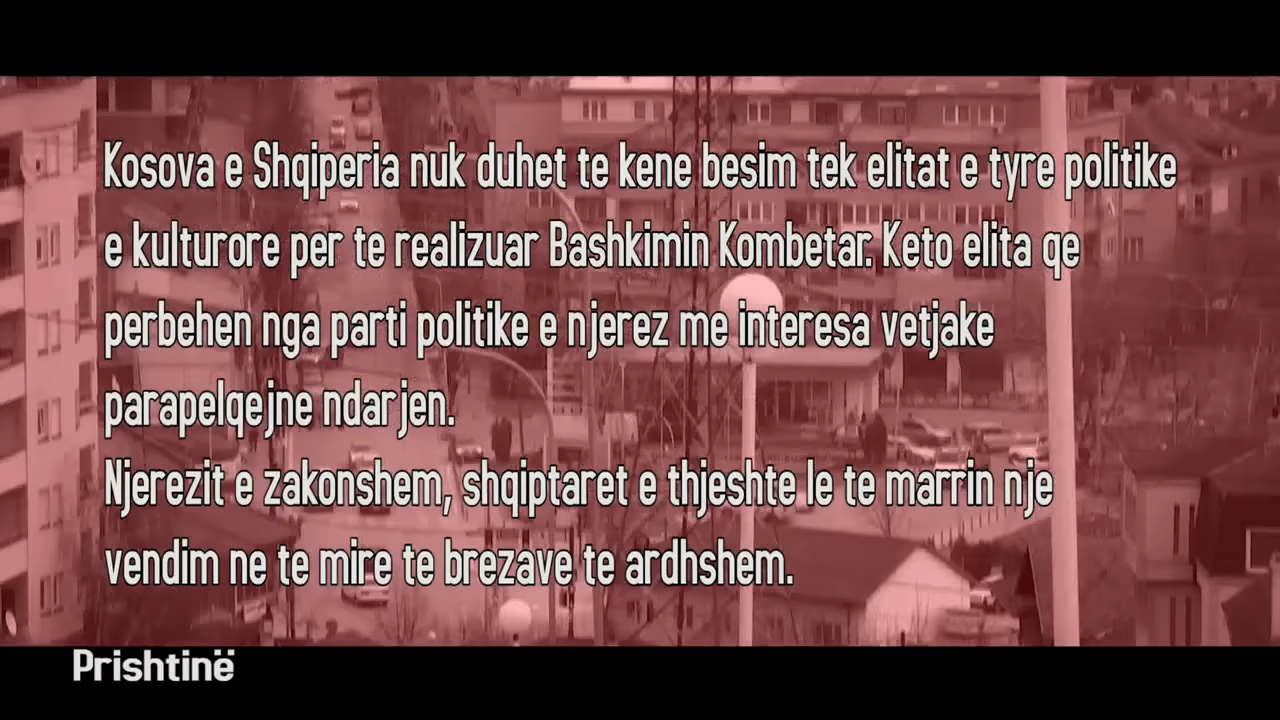 Kosova e Shqiperia nuk duhet te kene besim tek elitat e tyre politike
e kulturore per te realizuar Bashkimin Kombetar. Keto elita qe
perbehen nga parti politike e njerez me interesa vetjake
parapelqejne ndarjen.
Njerezit e zakonshem, shqiptaret e thjeshte le te marrin nje
vendim ne te mire te brezave te ardhshem.
Prishtinë